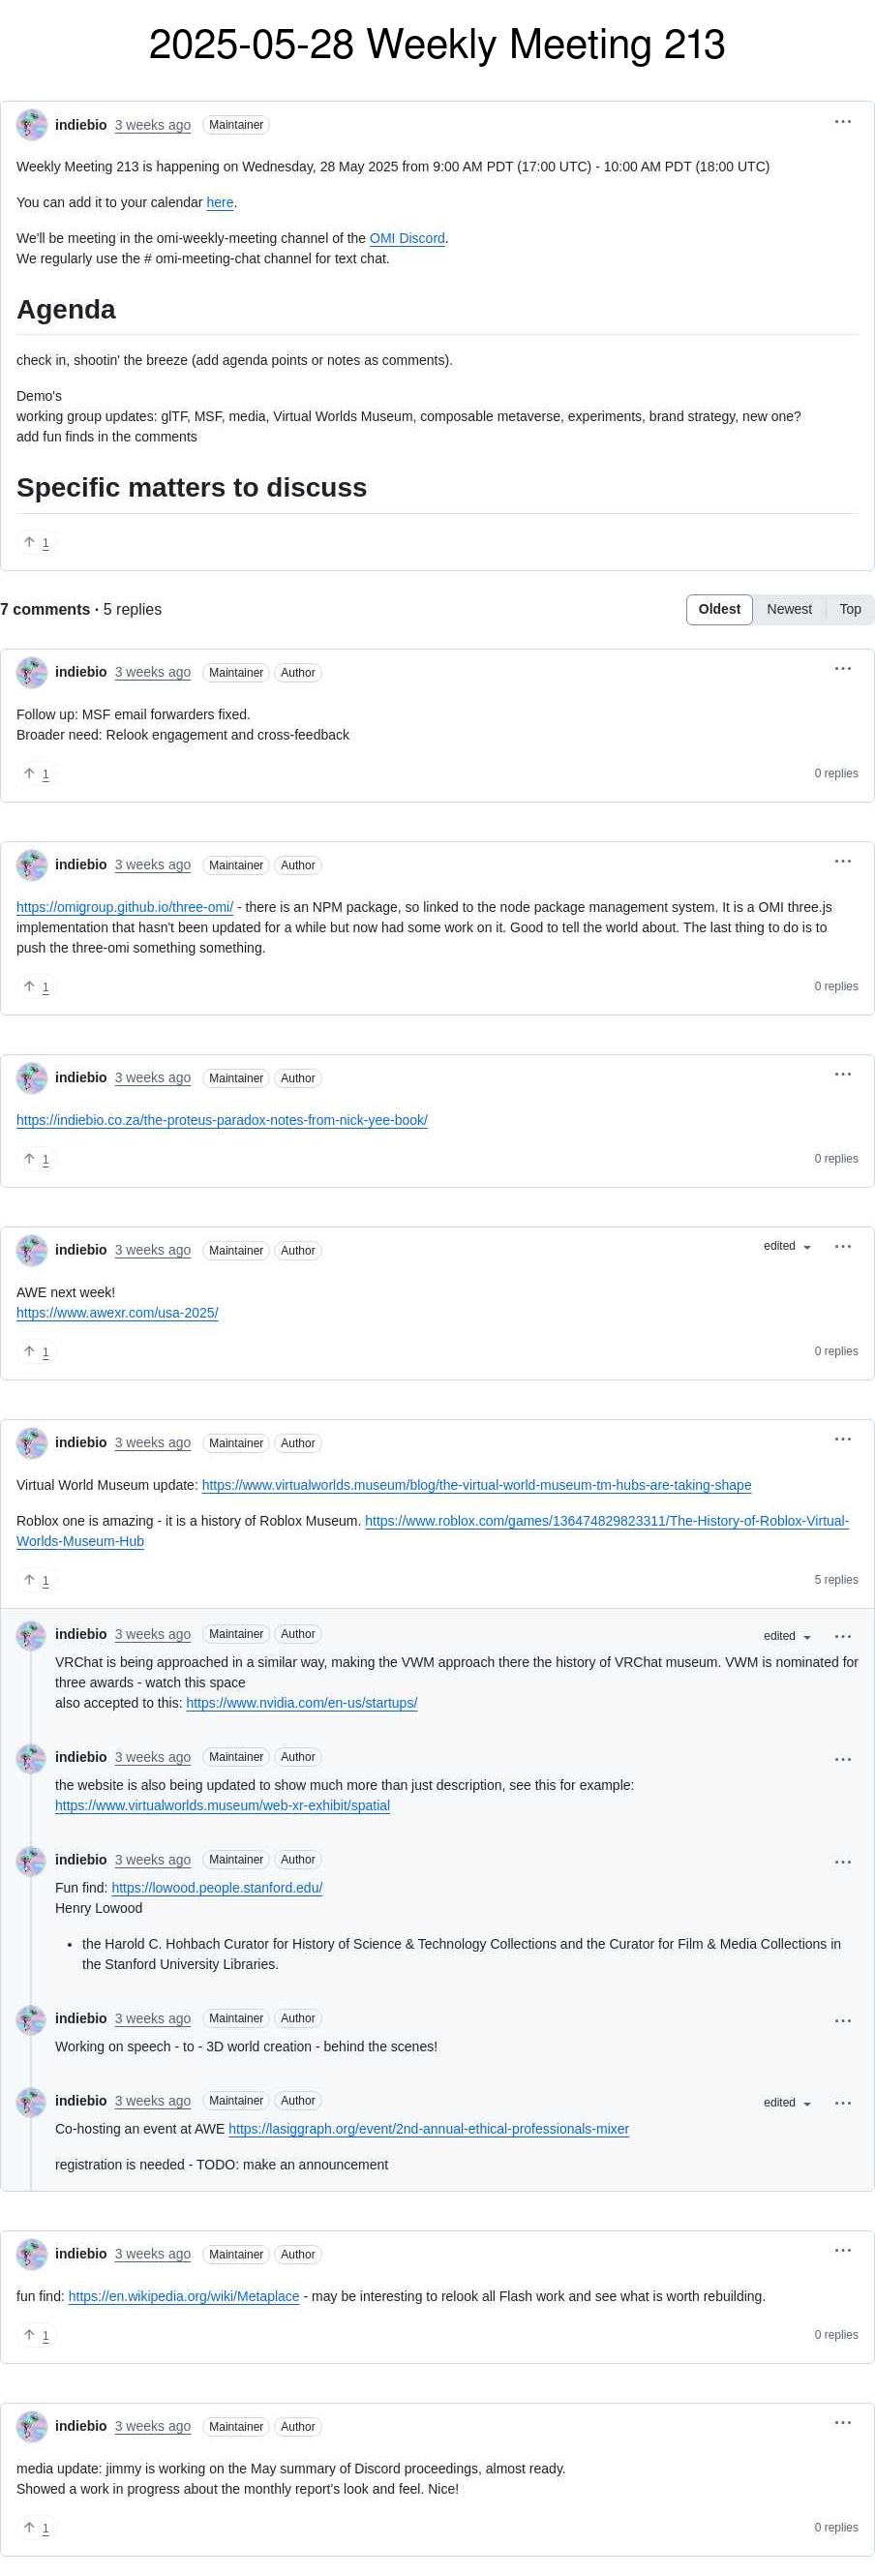 2025-05-28 Weekly Meeting 213
indiebio 3 weeks ago Maintainer
Weekly Meeting 213 is happening on Wednesday, 28 May 2025 from 9:00 AM PDT (17:00 UTC) - 10:00 AM PDT (18:00 UTC)
You can add it to your calendar here.
We'll be meeting in the omi-weekly-meeting channel of the OMI Discord.
We regularly use the # omi-meeting-chat channel for text chat.
Agenda
check in, shootin' the breeze (add agenda points or notes as comments).
Demo's
working group updates: glTF, MSF, media, Virtual Worlds Museum, composable metaverse, experiments, brand strategy, new one?
add fun finds in the comments
Specific matters to discuss
1
7 comments · 5 replies
Oldest Newest Top
indiebio 3 weeks ago Maintainer Author
Follow up: MSF email forwarders fixed.
Broader need: Relook engagement and cross-feedback
1 0 replies
indiebio 3 weeks ago Maintainer Author
https://omigroup.github.io/three-omi/ - there is an NPM package, so linked to the node package management system. It is a OMI three.js
implementation that hasn't been updated for a while but now had some work on it. Good to tell the world about. The last thing to do is to
push the three-omi something something.
1 0 replies
indiebio 3 weeks ago Maintainer Author
https://indiebio.co.za/the-proteus-paradox-notes-from-nick-yee-book/
1 0 replies
indiebio 3 weeks ago Maintainer Author edited
AWE next week!
https://www.awexr.com/usa-2025/
1 0 replies
indiebio 3 weeks ago Maintainer Author
Virtual World Museum update: https://www.virtualworlds.museum/blog/the-virtual-world-museum-tm-hubs-are-taking-shape
Roblox one is amazing - it is a history of Roblox Museum. https://www.roblox.com/games/136474829823311/The-History-of-Roblox-Virtual-
Worlds-Museum-Hub
1 5 replies
indiebio 3 weeks ago Maintainer Author edited
VRChat is being approached in a similar way, making the VWM approach there the history of VRChat museum. VWM is nominated for
three awards - watch this space
also accepted to this: https://www.nvidia.com/en-us/startups/
indiebio 3 weeks ago Maintainer Author
the website is also being updated to show much more than just description, see this for example:
https://www.virtualworlds.museum/web-xr-exhibit/spatial
indiebio 3 weeks ago Maintainer Author
Fun find: https://lowood.people.stanford.edu/
Henry Lowood
• the Harold C. Hohbach Curator for History of Science & Technology Collections and the Curator for Film & Media Collections in
the Stanford University Libraries.
indiebio 3 weeks ago Maintainer Author
Working on speech - to - 3D world creation - behind the scenes!
indiebio 3 weeks ago Maintainer Author edited
Co-hosting an event at AWE https://lasiggraph.org/event/2nd-annual-ethical-professionals-mixer
registration is needed - TODO: make an announcement
indiebio 3 weeks ago Maintainer Author
fun find: https://en.wikipedia.org/wiki/Metaplace - may be interesting to relook all Flash work and see what is worth rebuilding.
1 0 replies
indiebio 3 weeks ago Maintainer Author
media update: jimmy is working on the May summary of Discord proceedings, almost ready.
Showed a work in progress about the monthly report's look and feel. Nice!
1 0 replies